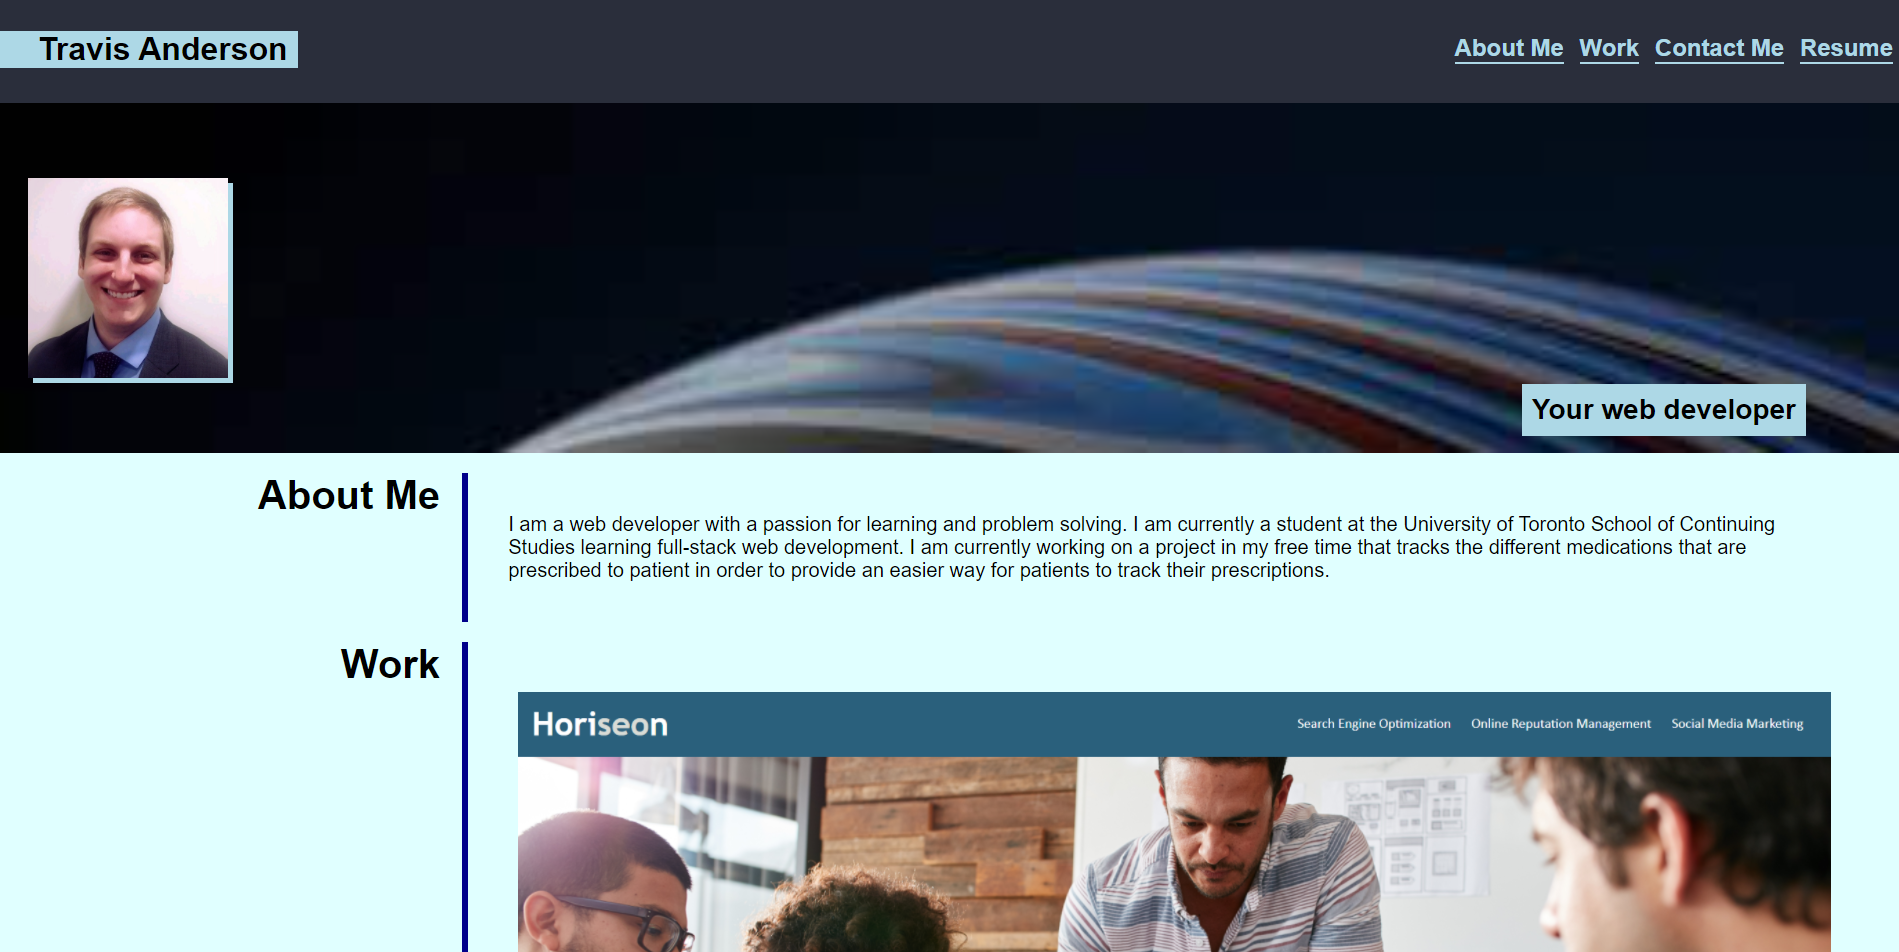 Travis Anderson
About Me Work Contact Me Resume
Your web developer
About Me
I am a web developer with a passion for learning and problem solving. I am currently a student at the University of Toronto School of Continuing
Studies learning full-stack web development. I am currently working on a project in my free time that tracks the different medications that are
prescribed to patient in order to provide an easier way for patients to track their prescriptions.
Work
Horiseon
Search Engine Optimization Online Reputation Management Social Media Marketing